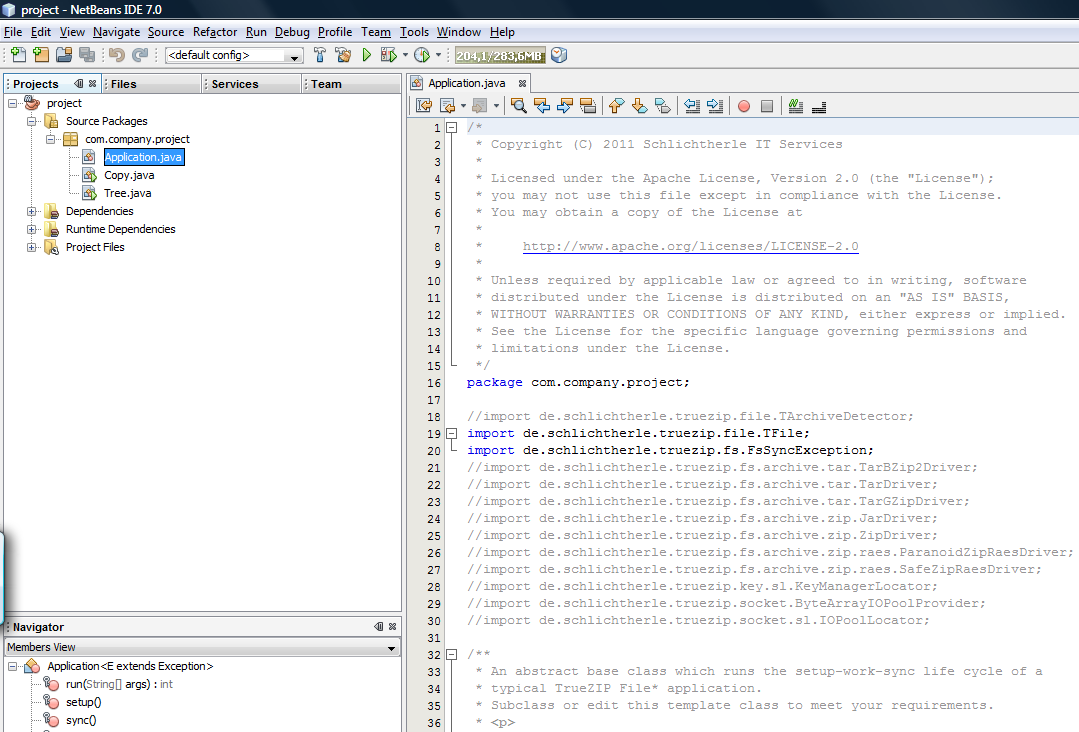 project - NetBeans IDE 7.0
File Edit View Navigate Source Refactor Run Debug Profile Team Tools Window Help
<default config>
204,1/283,6MB
Projects
Files
Services
Team
project
Source Packages
com.company.project
Application.java
Copy.java
Tree.java
Dependencies
Runtime Dependencies
Project Files
Navigator
Members View
Application<E extends Exception>
run(String[] args) : int
setup()
sync()
Application.java
1 /*
2 * Copyright (C) 2011 Schlichtherle IT Services
3 *
4 * Licensed under the Apache License, Version 2.0 (the "License");
5 * you may not use this file except in compliance with the License.
6 * You may obtain a copy of the License at
7 *
8 * http://www.apache.org/licenses/LICENSE-2.0
9 *
10 * Unless required by applicable law or agreed to in writing, software
11 * distributed under the License is distributed on an "AS IS" BASIS,
12 * WITHOUT WARRANTIES OR CONDITIONS OF ANY KIND, either express or implied.
13 * See the License for the specific language governing permissions and
14 * limitations under the License.
15 */
16 package com.company.project;
17
18 //import de.schlichtherle.truezip.file.TArchiveDetector;
19 import de.schlichtherle.truezip.file.TFile;
20 import de.schlichtherle.truezip.fs.FsSyncException;
21 //import de.schlichtherle.truezip.fs.archive.tar.TarBZip2Driver;
22 //import de.schlichtherle.truezip.fs.archive.tar.TarDriver;
23 //import de.schlichtherle.truezip.fs.archive.tar.TarGZipDriver;
24 //import de.schlichtherle.truezip.fs.archive.zip.JarDriver;
25 //import de.schlichtherle.truezip.fs.archive.zip.ZipDriver;
26 //import de.schlichtherle.truezip.fs.archive.zip.raes.ParanoidZipRaesDriver;
27 //import de.schlichtherle.truezip.fs.archive.zip.raes.SafeZipRaesDriver;
28 //import de.schlichtherle.truezip.key.sl.KeyManagerLocator;
29 //import de.schlichtherle.truezip.socket.ByteArrayIOPoolProvider;
30 //import de.schlichtherle.truezip.socket.sl.IOPoolLocator;
31
32 /**
33 * An abstract base class which runs the setup-work-sync life cycle of a
34 * typical TrueZIP File* application.
35 * Subclass or edit this template class to meet your requirements.
36 * <p>